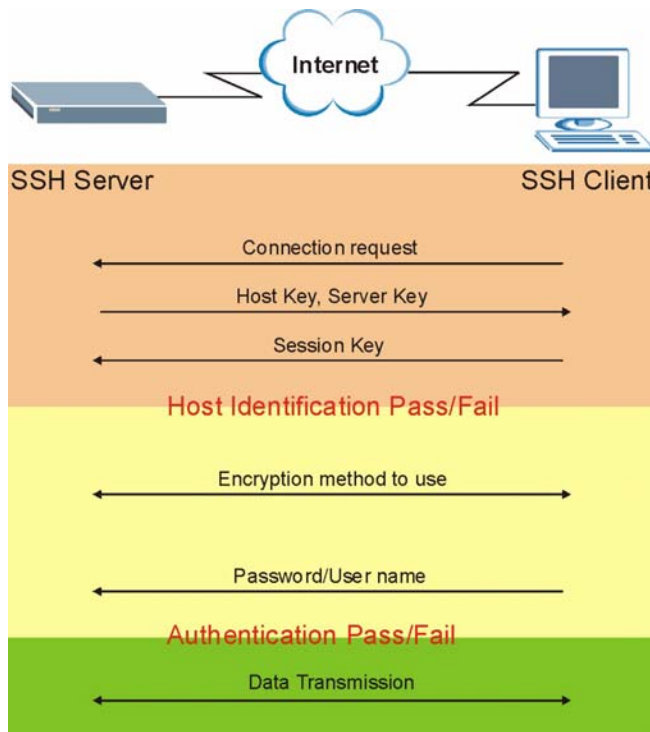 Internet
SSH Server
SSH Client
Connection request
Host Key, Server Key
Session Key
Host Identification Pass/Fail
Encryption method to use
Password/User name
Authentication Pass/Fail
Data Transmission